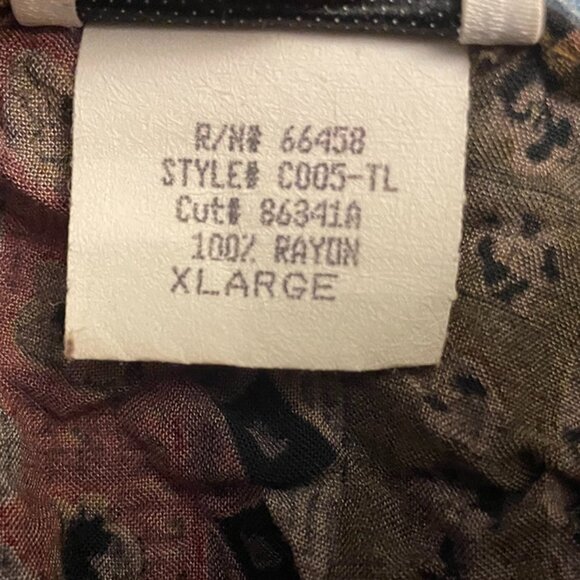 R/N# 66458
STYLE# C005-TL
Cut# 86341A
100% RAYON
XLARGE